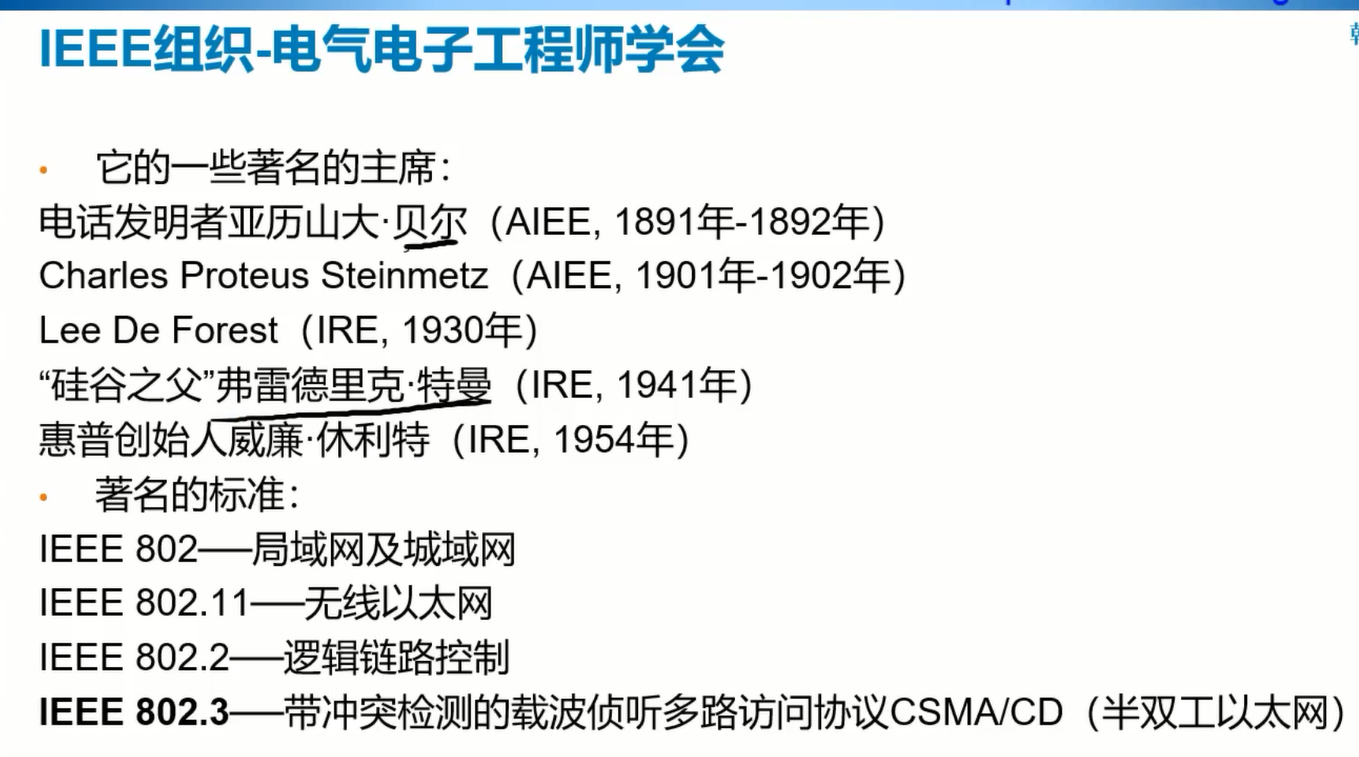 IEEE组织-电气电子工程师学会
• 它的一些著名的主席：
电话发明者亚历山大·贝尔（AIEE, 1891年-1892年）
Charles Proteus Steinmetz（AIEE, 1901年-1902年）
Lee De Forest（IRE, 1930年）
“硅谷之父”弗雷德里克·特曼（IRE, 1941年）
惠普创始人威廉·休利特（IRE, 1954年）
• 著名的标准：
IEEE 802——局域网及城域网
IEEE 802.11——无线以太网
IEEE 802.2——逻辑链路控制
IEEE 802.3——带冲突检测的载波侦听多路访问协议CSMA/CD（半双工以太网）